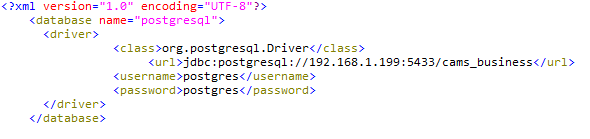 <?xml version="1.0" encoding="UTF-8"?>
<database name="postgresql">
<driver>
<class>org.postgresql.Driver</class>
<url>jdbc:postgresql://192.168.1.199:5433/cams_business</url>
<username>postgres</username>
<password>postgres</password>
</driver>
</database>